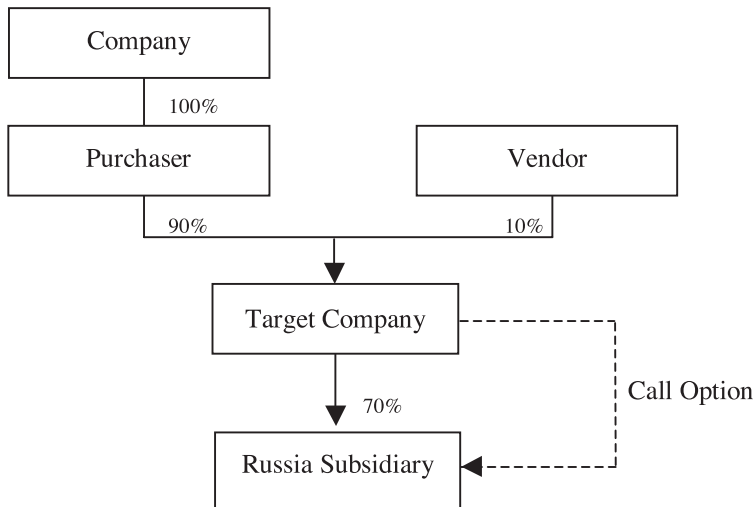 Company
100%
Purchaser
Vendor
90%
10%
Target Company
Call Option
70%
Russia Subsidiary